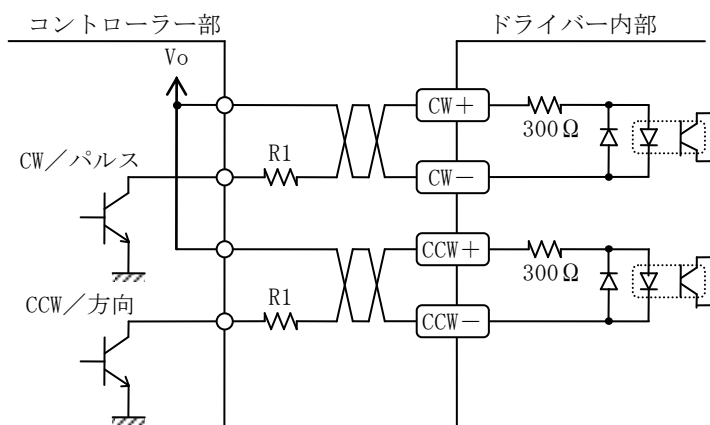 コントローラー部
ドライバー内部
Vo
CW+
300Ω
CW／パルス
R1
CW－
CCW+
300Ω
CCW／方向
R1
CCW－